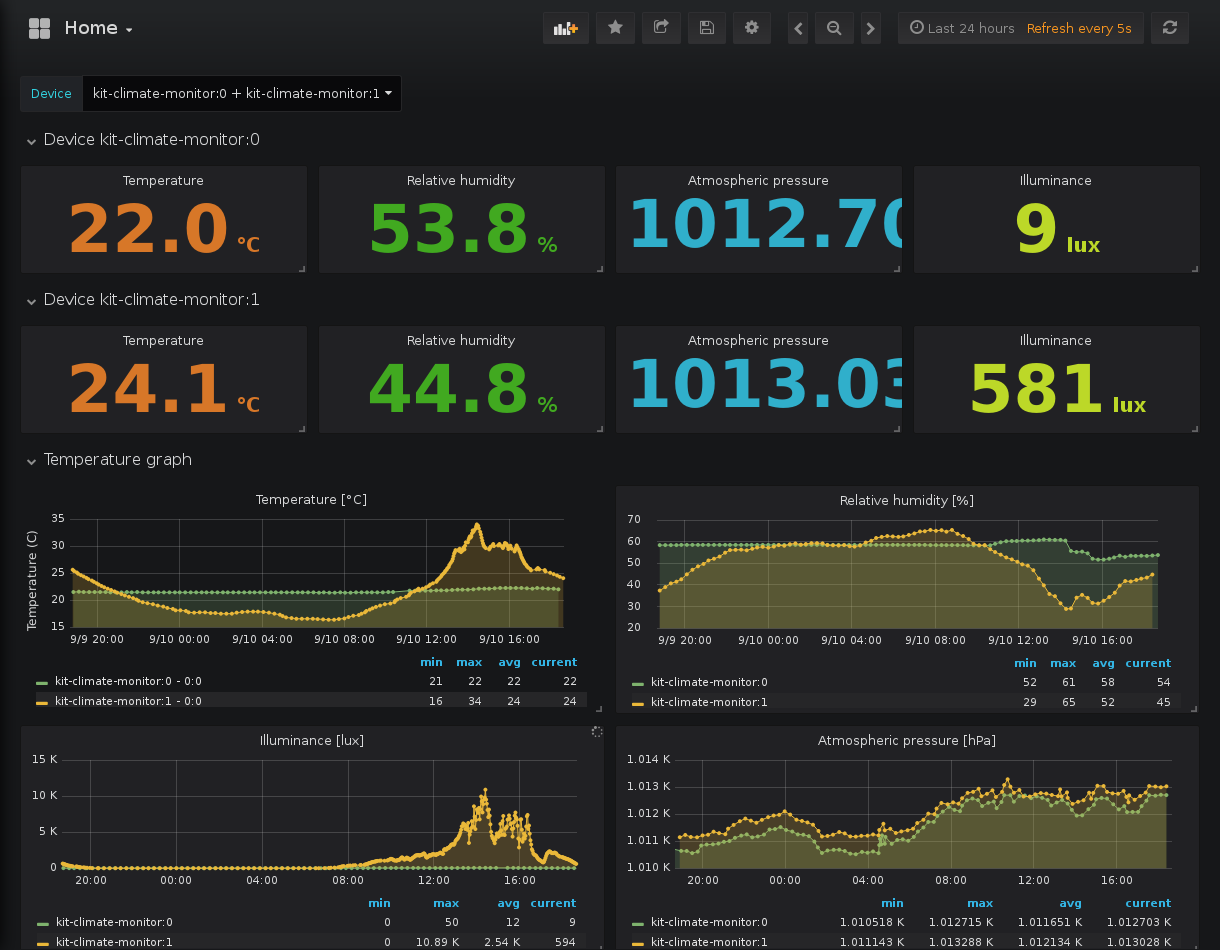 Home
Last 24 hours Refresh every 5s
Device kit-climate-monitor:0 + kit-climate-monitor:1
Device kit-climate-monitor:0
Temperature Relative humidity Atmospheric pressure Illuminance
22.0 °C 53.8 % 1012.70 9 lux
Device kit-climate-monitor:1
Temperature Relative humidity Atmospheric pressure Illuminance
24.1 °C 44.8 % 1013.03 581 lux
Temperature graph
Temperature [°C]
Temperature (C)
35
30
25
20
15
9/9 20:00 9/10 00:00 9/10 04:00 9/10 08:00 9/10 12:00 9/10 16:00
min max avg current
kit-climate-monitor:0 - 0:0 21 22 22 22
kit-climate-monitor:1 - 0:0 16 34 24 24
Relative humidity [%]
70
60
50
40
30
20
9/9 20:00 9/10 00:00 9/10 04:00 9/10 08:00 9/10 12:00 9/10 16:00
min max avg current
kit-climate-monitor:0 52 61 58 54
kit-climate-monitor:1 29 65 52 45
Illuminance [lux]
15 K
10 K
5 K
0
20:00 00:00 04:00 08:00 12:00 16:00
min max avg current
kit-climate-monitor:0 0 50 12 9
kit-climate-monitor:1 0 10.89 K 2.54 K 594
Atmospheric pressure [hPa]
1.014 K
1.013 K
1.012 K
1.011 K
1.010 K
20:00 00:00 04:00 08:00 12:00 16:00
min max avg current
kit-climate-monitor:0 1.010518 K 1.012715 K 1.011651 K 1.012703 K
kit-climate-monitor:1 1.011143 K 1.013288 K 1.012134 K 1.013028 K